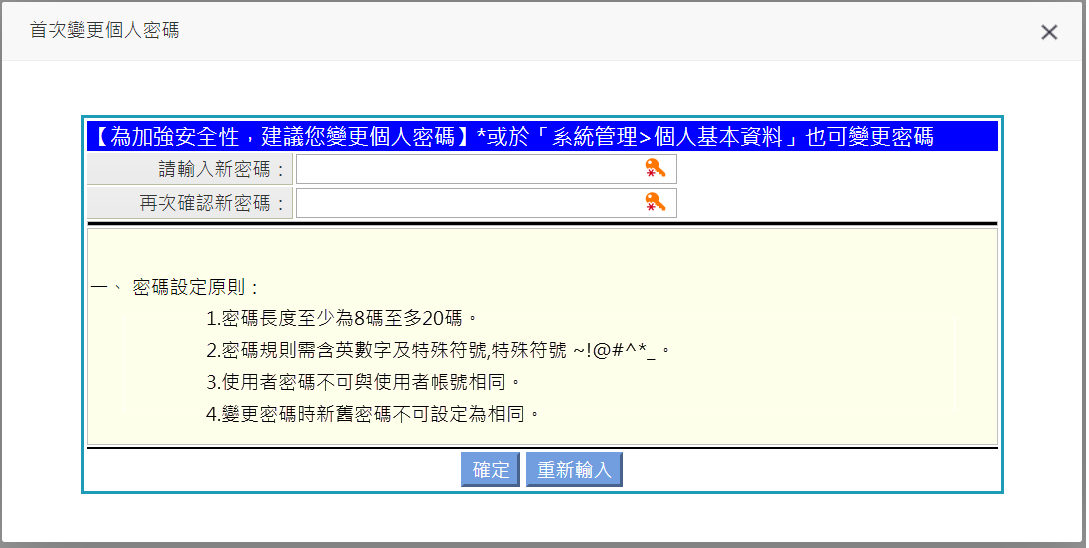 首次變更個人密碼
【為加強安全性，建議您變更個人密碼】*或於「系統管理>個人基本資料」也可變更密碼
請輸入新密碼：
再次確認新密碼：
一、 密碼設定原則：
1.密碼長度至少為8碼至多20碼。
2.密碼規則需含英數字及特殊符號,特殊符號 ~!@#^*_。
3.使用者密碼不可與使用者帳號相同。
4.變更密碼時新舊密碼不可設定為相同。
確定 重新輸入